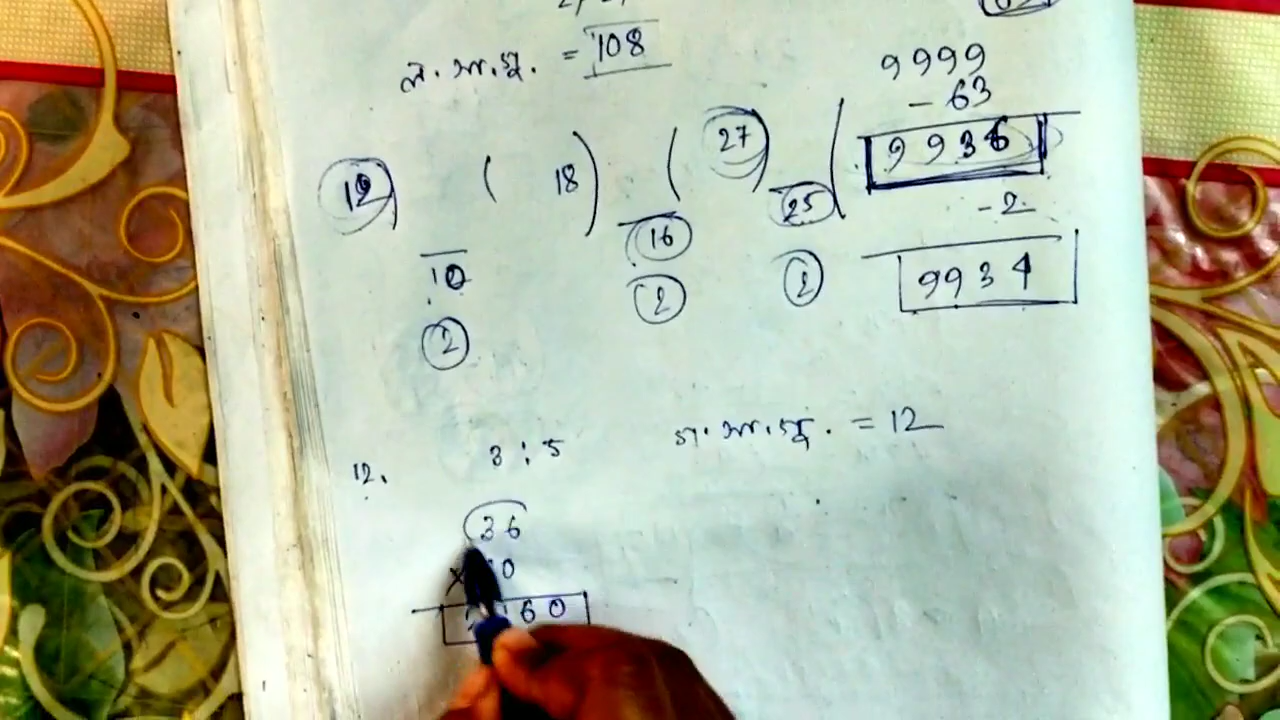 ল.সা.গু. = 108
9999
- 63
9936
12 ( 18 ) ( 27 ) (
10 16 25 - 2
2 2 2 9934
12. 3 : 5 গ.সা.গু. = 12
36
× 0
60